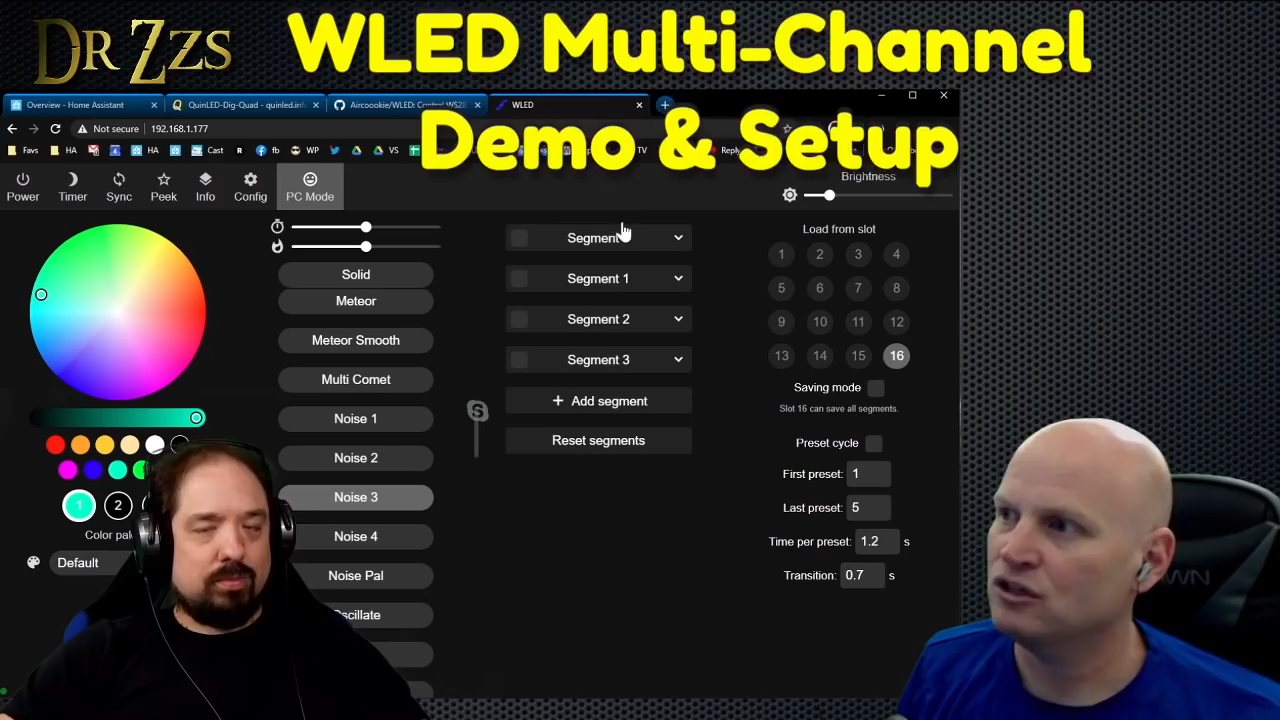 DR ZZS
WLED Multi-Channel
Demo & Setup
Overview - Home Assistant
QuinLED-Dig-Quad - quinled.inf
Aircoookie/WLED: Control WS28
WLED
Not secure
192.168.1.177
Favs
HA
HA
Cast
fb
WP
VS
TV
Reply
Power
Timer
Sync
Peek
Info
Config
PC Mode
Brightness
Solid
Meteor
Meteor Smooth
Multi Comet
Noise 1
Noise 2
Noise 3
Noise 4
Noise Pal
Oscillate
1
2
Color pale
Default
Segment
Segment 1
Segment 2
Segment 3
+ Add segment
Reset segments
Load from slot
1 2 3 4
5 6 7 8
9 10 11 12
13 14 15 16
Saving mode
Slot 16 can save all segments.
Preset cycle
First preset: 1
Last preset: 5
Time per preset: 1.2 s
Transition: 0.7 s